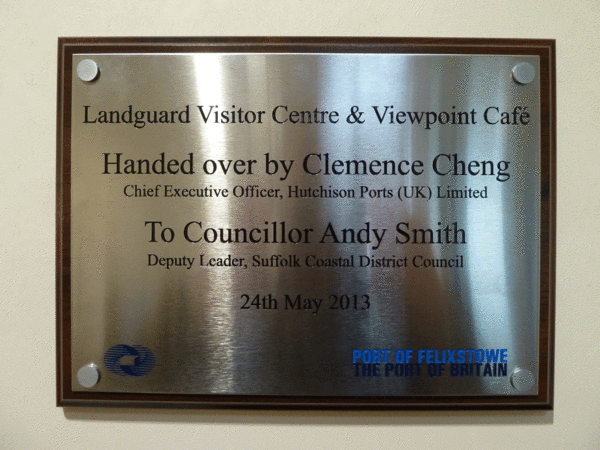 Landguard Visitor Centre & Viewpoint Café
Handed over by Clemence Cheng
Chief Executive Officer, Hutchison Ports (UK) Limited
To Councillor Andy Smith
Deputy Leader, Suffolk Coastal District Council
24th May 2013
PORT OF FELIXSTOWE
THE PORT OF BRITAIN